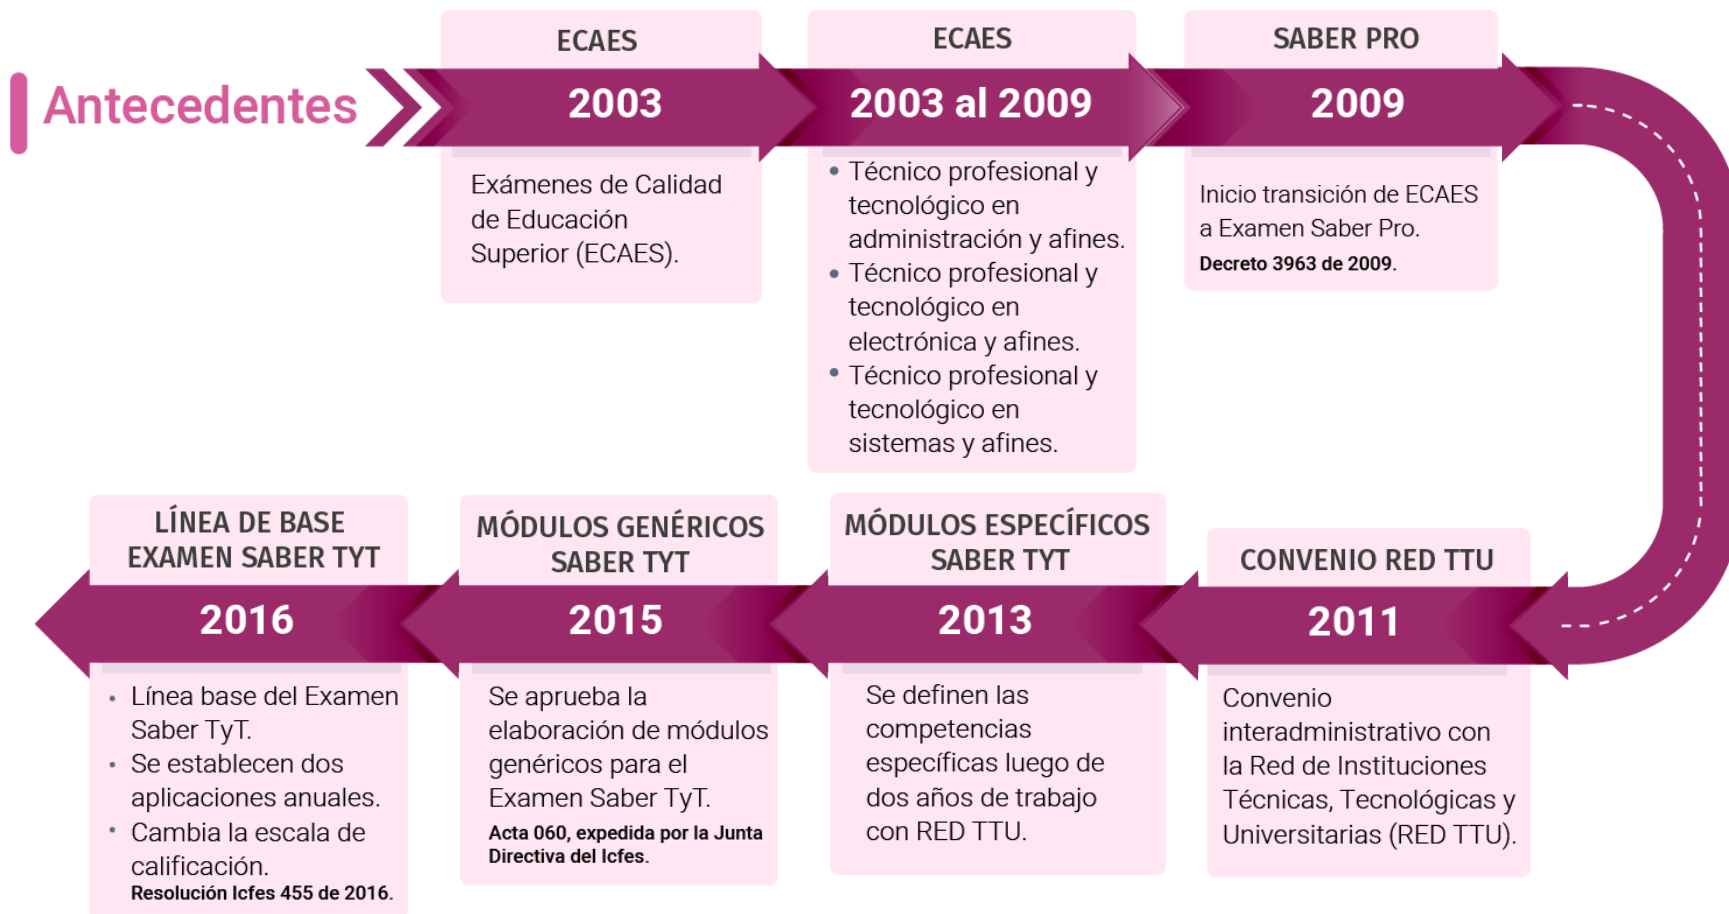 Antecedentes
ECAES
2003
Exámenes de Calidad
de Educación
Superior (ECAES).
ECAES
2003 al 2009
• Técnico profesional y
tecnológico en
administración y afines.
• Técnico profesional y
tecnológico en
electrónica y afines.
• Técnico profesional y
tecnológico en
sistemas y afines.
SABER PRO
2009
Inicio transición de ECAES
a Examen Saber Pro.
Decreto 3963 de 2009.
CONVENIO RED TTU
2011
Convenio
interadministrativo con
la Red de Instituciones
Técnicas, Tecnológicas y
Universitarias (RED TTU).
MÓDULOS ESPECÍFICOS
SABER TYT
2013
Se definen las
competencias
específicas luego de
dos años de trabajo
con RED TTU.
MÓDULOS GENÉRICOS
SABER TYT
2015
Se aprueba la
elaboración de módulos
genéricos para el
Examen Saber TyT.
Acta 060, expedida por la Junta
Directiva del Icfes.
LÍNEA DE BASE
EXAMEN SABER TYT
2016
• Línea base del Examen
Saber TyT.
• Se establecen dos
aplicaciones anuales.
• Cambia la escala de
calificación.
Resolución Icfes 455 de 2016.